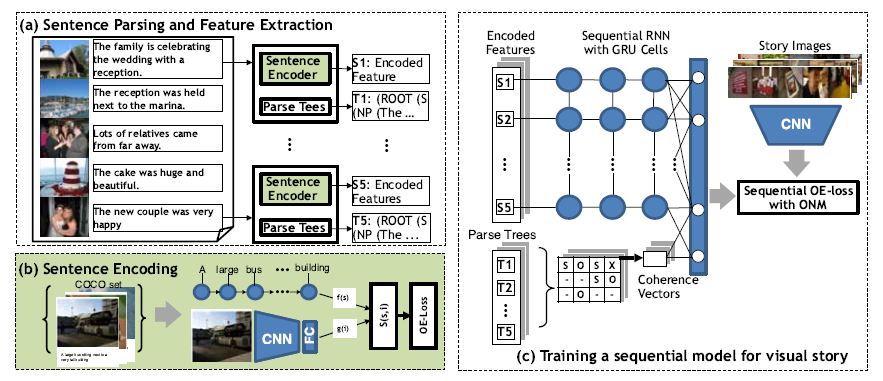 (a) Sentence Parsing and Feature Extraction
The family is celebrating
the wedding with a
reception.
The reception was held
next to the marina.
Lots of relatives came
from far away.
The cake was huge and
beautiful.
The new couple was very
happy
Sentence
Encoder
Parse Tees
S1: Encoded
Feature
T1: (ROOT (S
(NP (The ...
Sentence
Encoder
Parse Tees
S5: Encoded
Features
T5: (ROOT (S
(NP (The ...
(b) Sentence Encoding
COCO set
A large bus ··· building
CNN
FC
f(s)
g(i)
S(s,i)
OE-Loss
Encoded
Features
Sequential RNN
with GRU Cells
S1
S2
S5
Story Images
CNN
Sequential OE-loss
with ONM
Parse Trees
T1
T2
T5
S O S X
- - S O
- O - -
Coherence
Vectors
(c) Training a sequential model for visual story